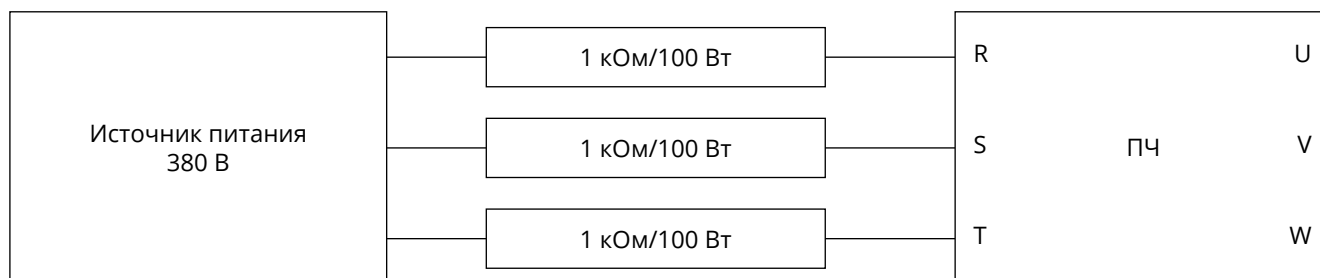 1 кОм/100 Вт
R
U
Источник питания
380 В
1 кОм/100 Вт
S
ПЧ
V
1 кОм/100 Вт
T
W